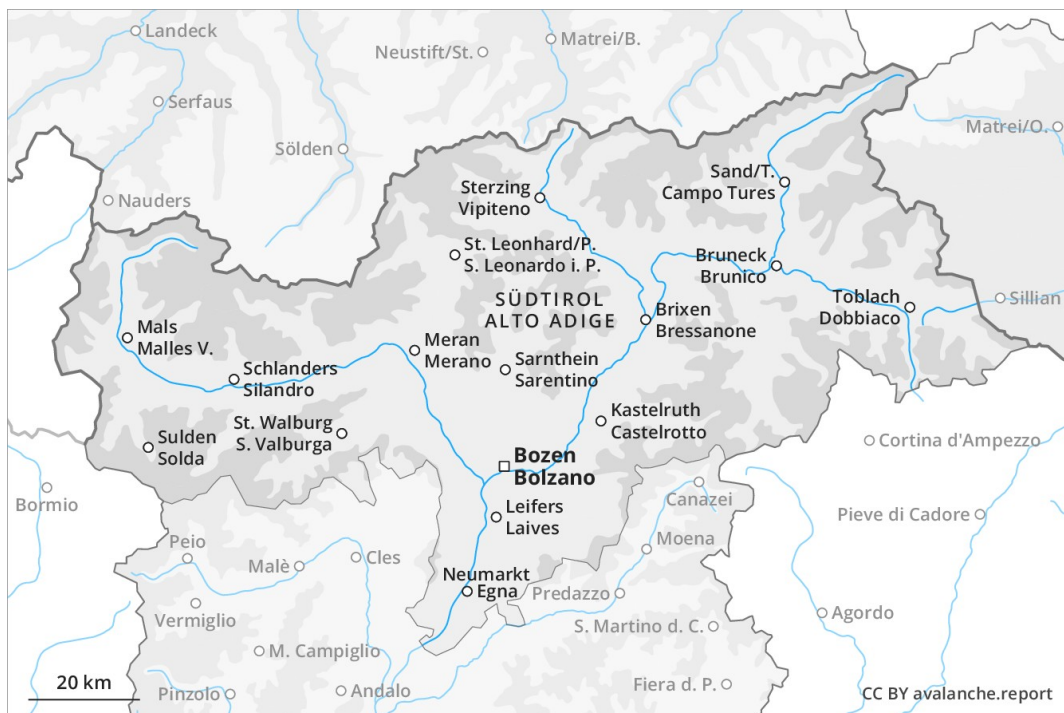 Landeck
Neustift/St.
Matrei/B.
Serfaus
Matrei/O.
Sölden
Nauders
Sand/T.
Campo Tures
Sterzing
Vipiteno
St. Leonhard/P.
S. Leonardo i. P.
Bruneck
Brunico
SÜDTIROL
ALTO ADIGE
Toblach
Dobbiaco
Sillian
Brixen
Bressanone
Mals
Malles V.
Meran
Merano
Sarnthein
Sarentino
Schlanders
Silandro
St. Walburg
S. Valburga
Kastelruth
Castelrotto
Sulden
Solda
Cortina d'Ampezzo
Bozen
Bolzano
Bormio
Canazei
Leifers
Laives
Pieve di Cadore
Moena
Peio
Malè
Cles
Neumarkt
Egna
Predazzo
Vermiglio
Agordo
S. Martino d. C.
M. Campiglio
20 km
Pinzolo
Andalo
Fiera d. P.
CC BY avalanche.report